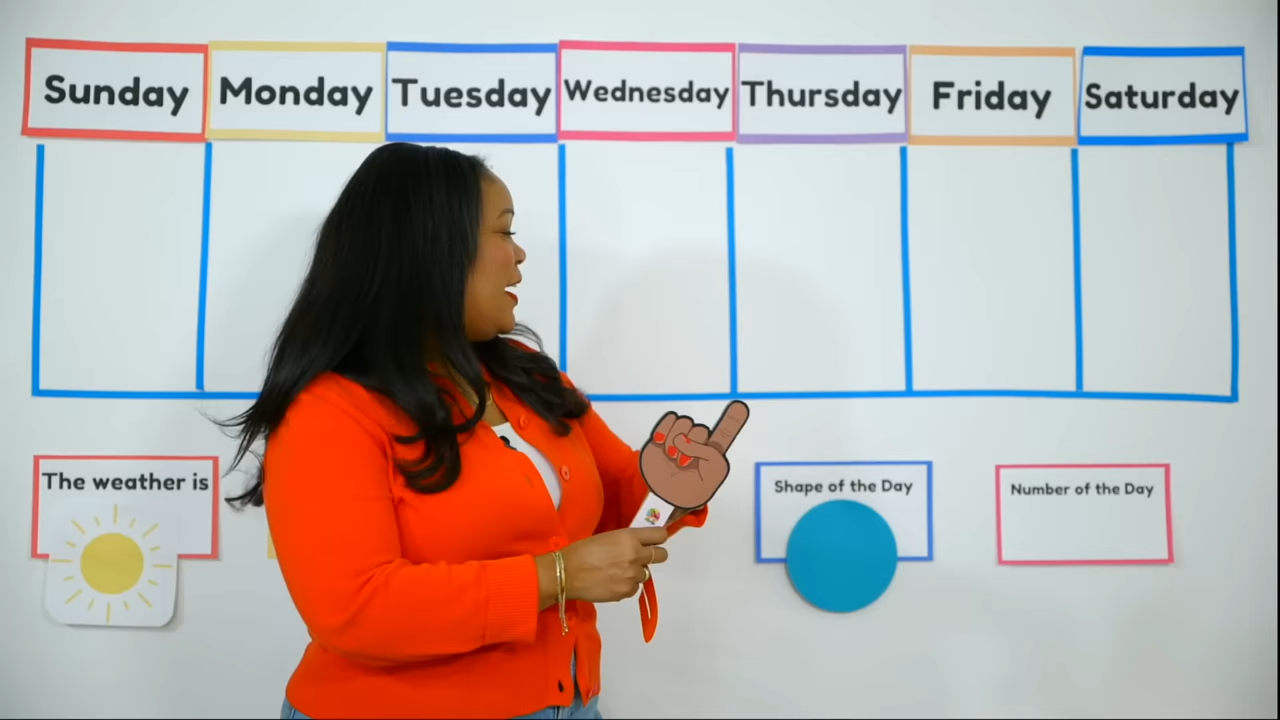 Sunday
Monday
Tuesday
Wednesday
Thursday
Friday
Saturday
The weather is
Shape of the Day
Number of the Day